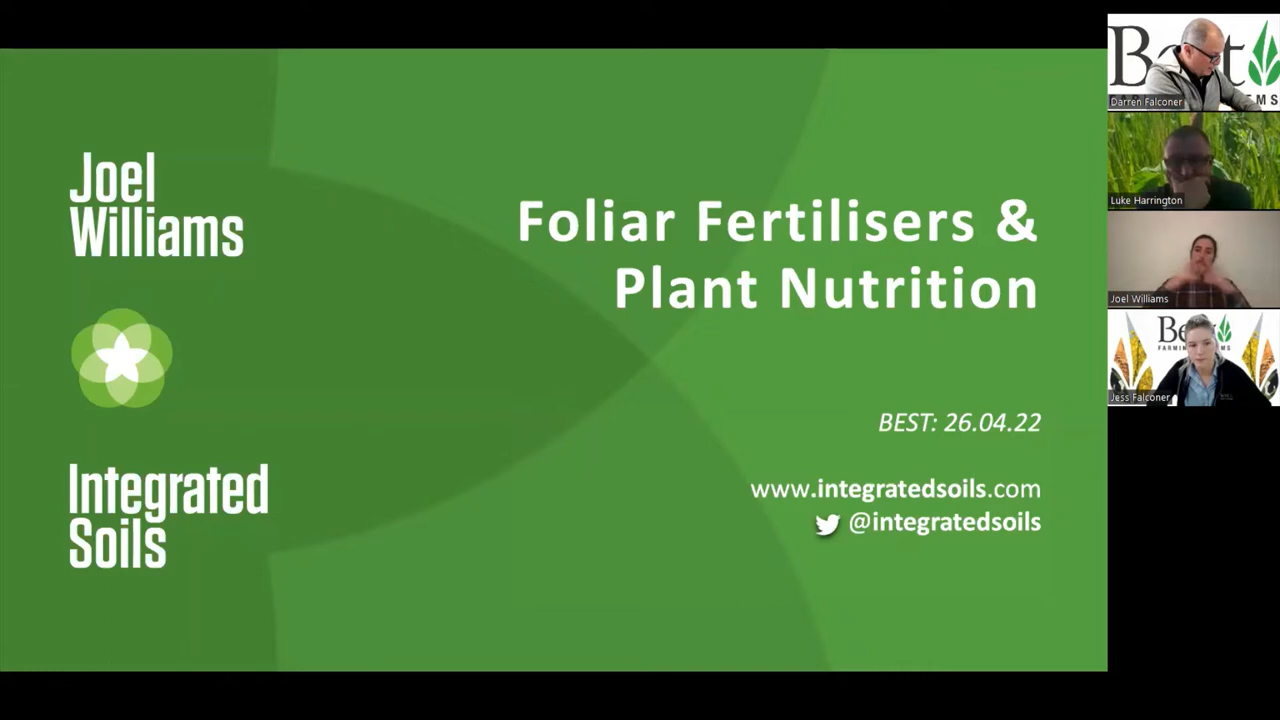 Joel
Williams
Integrated
Soils
Foliar Fertilisers &
Plant Nutrition
BEST: 26.04.22
www.integratedsoils.com
@integratedsoils
Darren Falconer
Luke Harrington
Joel Williams
Jess Falconer